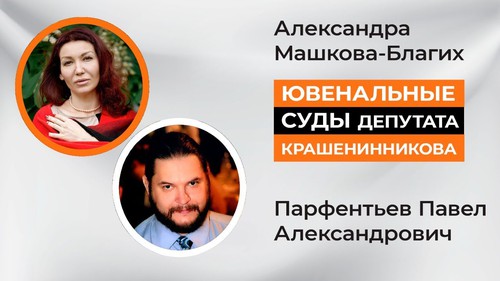 Александра
Машкова-Благих
ЮВЕНАЛЬНЫЕ
СУДЫ ДЕПУТАТА
КРАШЕНИННИКОВА
Парфентьев Павел
Александрович